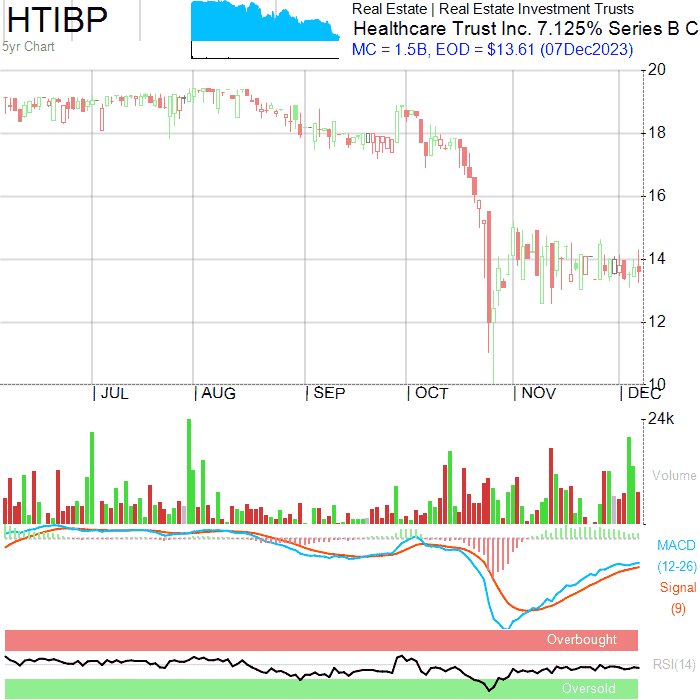 HTIBP
5yr Chart
Real Estate | Real Estate Investment Trusts
Healthcare Trust Inc. 7.125% Series B C
MC = 1.5B, EOD = $13.61 (07Dec2023)
20
18
16
14
12
10
| JUL
| AUG
| SEP
| OCT
| NOV
| DEC
24k
Volume
MACD
(12-26)
Signal
(9)
Overbought
RSI(14)
Oversold